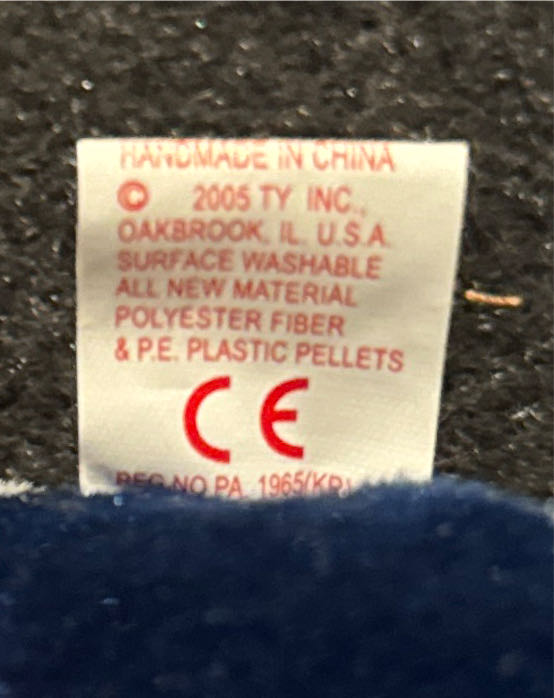 HANDMADE IN CHINA
© 2005 TY INC.,
OAKBROOK, IL. U.S.A.
SURFACE WASHABLE
ALL NEW MATERIAL
POLYESTER FIBER
& P.E. PLASTIC PELLETS
CE
REG NO PA. 1965(KR)